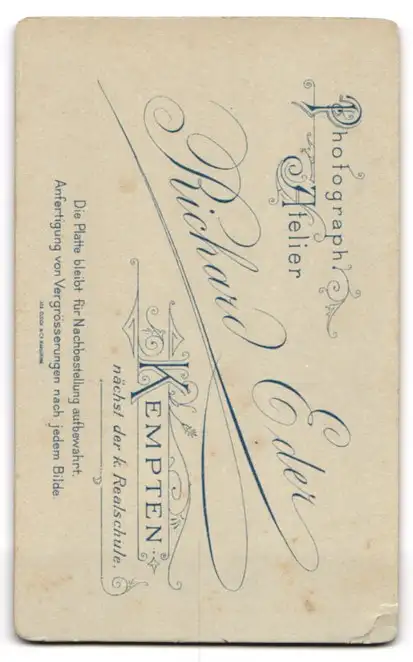 Photograph.
Atelier
Richard Eder
KEMPTEN.
nächst der k. Realschule.
Die Platte bleibt für Nachbestellung aufbewahrt.
Anfertigung von Vergrösserungen nach jedem Bilde.